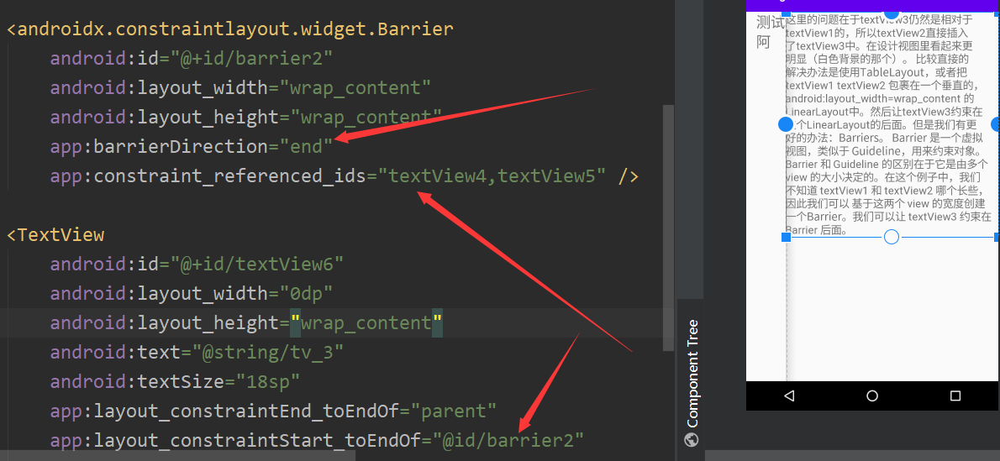 <androidx.constraintlayout.widget.Barrier
android:id="@+id/barrier2"
android:layout_width="wrap_content"
android:layout_height="wrap_content"
app:barrierDirection="end"
app:constraint_referenced_ids="textView4,textView5" />
<TextView
android:id="@+id/textView6"
android:layout_width="0dp"
android:layout_height="wrap_content"
android:text="@string/tv_3"
android:textSize="18sp"
app:layout_constraintEnd_toEndOf="parent"
app:layout_constraintStart_toEndOf="@id/barrier2"
Component Tree
测试
阿
这里的问题在于textView3仍然是相对于
textView1的，所以textView2直接插入
了textView3中。在设计视图里看起来更
明显（白色背景的那个）。 比较直接的
解决办法是使用TableLayout，或者把
textView1 textView2 包裹在一个垂直的，
android:layout_width=wrap_content 的
LinearLayout中。然后让textView3约束在
个LinearLayout的后面。但是我们有更
好的办法：Barriers。 Barrier 是一个虚拟
视图，类似于 Guideline，用来约束对象。
Barrier 和 Guideline 的区别在于它是由多个
view 的大小决定的。在这个例子中，我们
不知道 textView1 和 textView2 哪个长些，
因此我们可以 基于这两个 view 的宽度创建
一个Barrier。我们可以让 textView3 约束在
Barrier 后面。